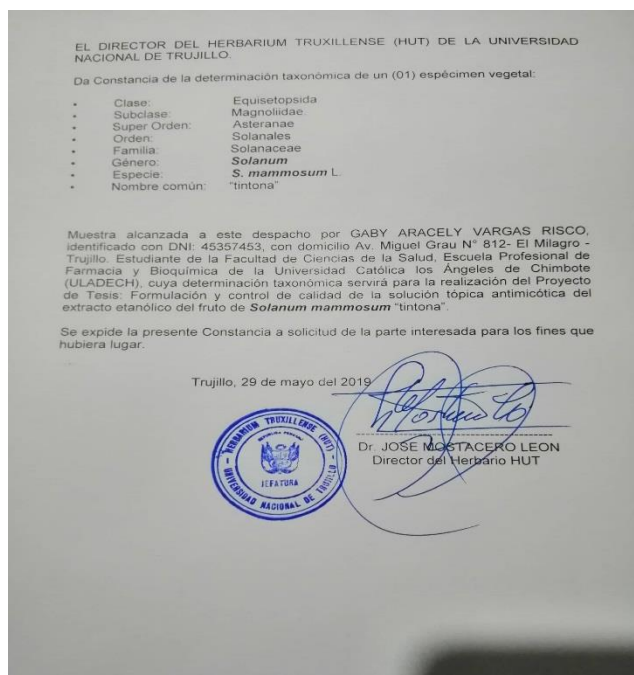 EL DIRECTOR DEL HERBARIUM TRUXILLENSE (HUT) DE LA UNIVERSIDAD
NACIONAL DE TRUJILLO.
Da Constancia de la determinación taxonómica de un (01) espécimen vegetal:
• Clase: Equisetopsida
• Subclase: Magnoliidae
• Super Orden: Asteranae
• Orden: Solanales
• Familia: Solanaceae
• Género: Solanum
• Especie: S. mammosum L.
• Nombre común: "tintona"
Muestra alcanzada a este despacho por GABY ARACELY VARGAS RISCO,
identificado con DNI: 45357453, con domicilio Av. Miguel Grau N° 812- El Milagro -
Trujillo. Estudiante de la Facultad de Ciencias de la Salud, Escuela Profesional de
Farmacia y Bioquímica de la Universidad Católica los Ángeles de Chimbote
(ULADECH), cuya determinación taxonómica servirá para la realización del Proyecto
de Tesis: Formulación y control de calidad de la solución tópica antimicótica del
extracto etanólico del fruto de Solanum mammosum "tintona".
Se expide la presente Constancia a solicitud de la parte interesada para los fines que
hubiera lugar.
Trujillo, 29 de mayo del 2019
HERBARIUM TRUXILLENSE (HUT)
JEFATURA
UNIVERSIDAD NACIONAL DE TRUJILLO
Dr. JOSE MOSTACERO LEON
Director del Herbario HUT